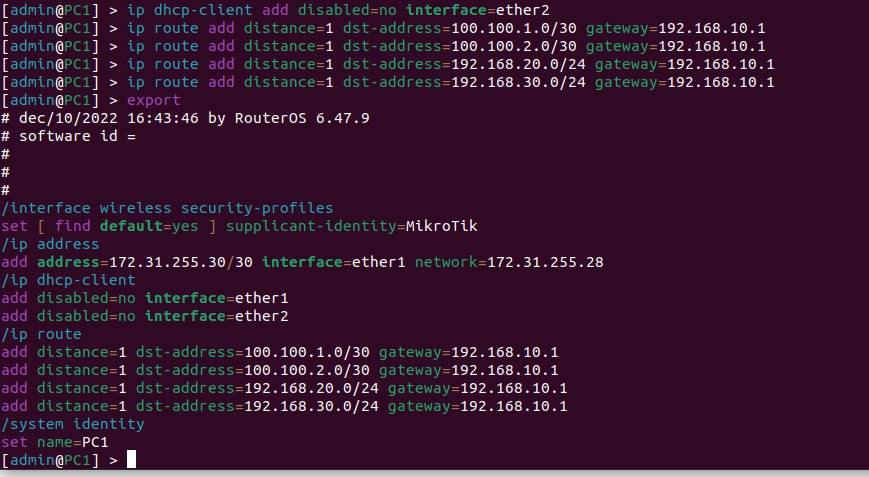 [admin@PC1] > ip dhcp-client add disabled=no interface=ether2
[admin@PC1] > ip route add distance=1 dst-address=100.100.1.0/30 gateway=192.168.10.1
[admin@PC1] > ip route add distance=1 dst-address=100.100.2.0/30 gateway=192.168.10.1
[admin@PC1] > ip route add distance=1 dst-address=192.168.20.0/24 gateway=192.168.10.1
[admin@PC1] > ip route add distance=1 dst-address=192.168.30.0/24 gateway=192.168.10.1
[admin@PC1] > export
# dec/10/2022 16:43:46 by RouterOS 6.47.9
# software id =
#
#
#
/interface wireless security-profiles
set [ find default=yes ] supplicant-identity=MikroTik
/ip address
add address=172.31.255.30/30 interface=ether1 network=172.31.255.28
/ip dhcp-client
add disabled=no interface=ether1
add disabled=no interface=ether2
/ip route
add distance=1 dst-address=100.100.1.0/30 gateway=192.168.10.1
add distance=1 dst-address=100.100.2.0/30 gateway=192.168.10.1
add distance=1 dst-address=192.168.20.0/24 gateway=192.168.10.1
add distance=1 dst-address=192.168.30.0/24 gateway=192.168.10.1
/system identity
set name=PC1
[admin@PC1] >